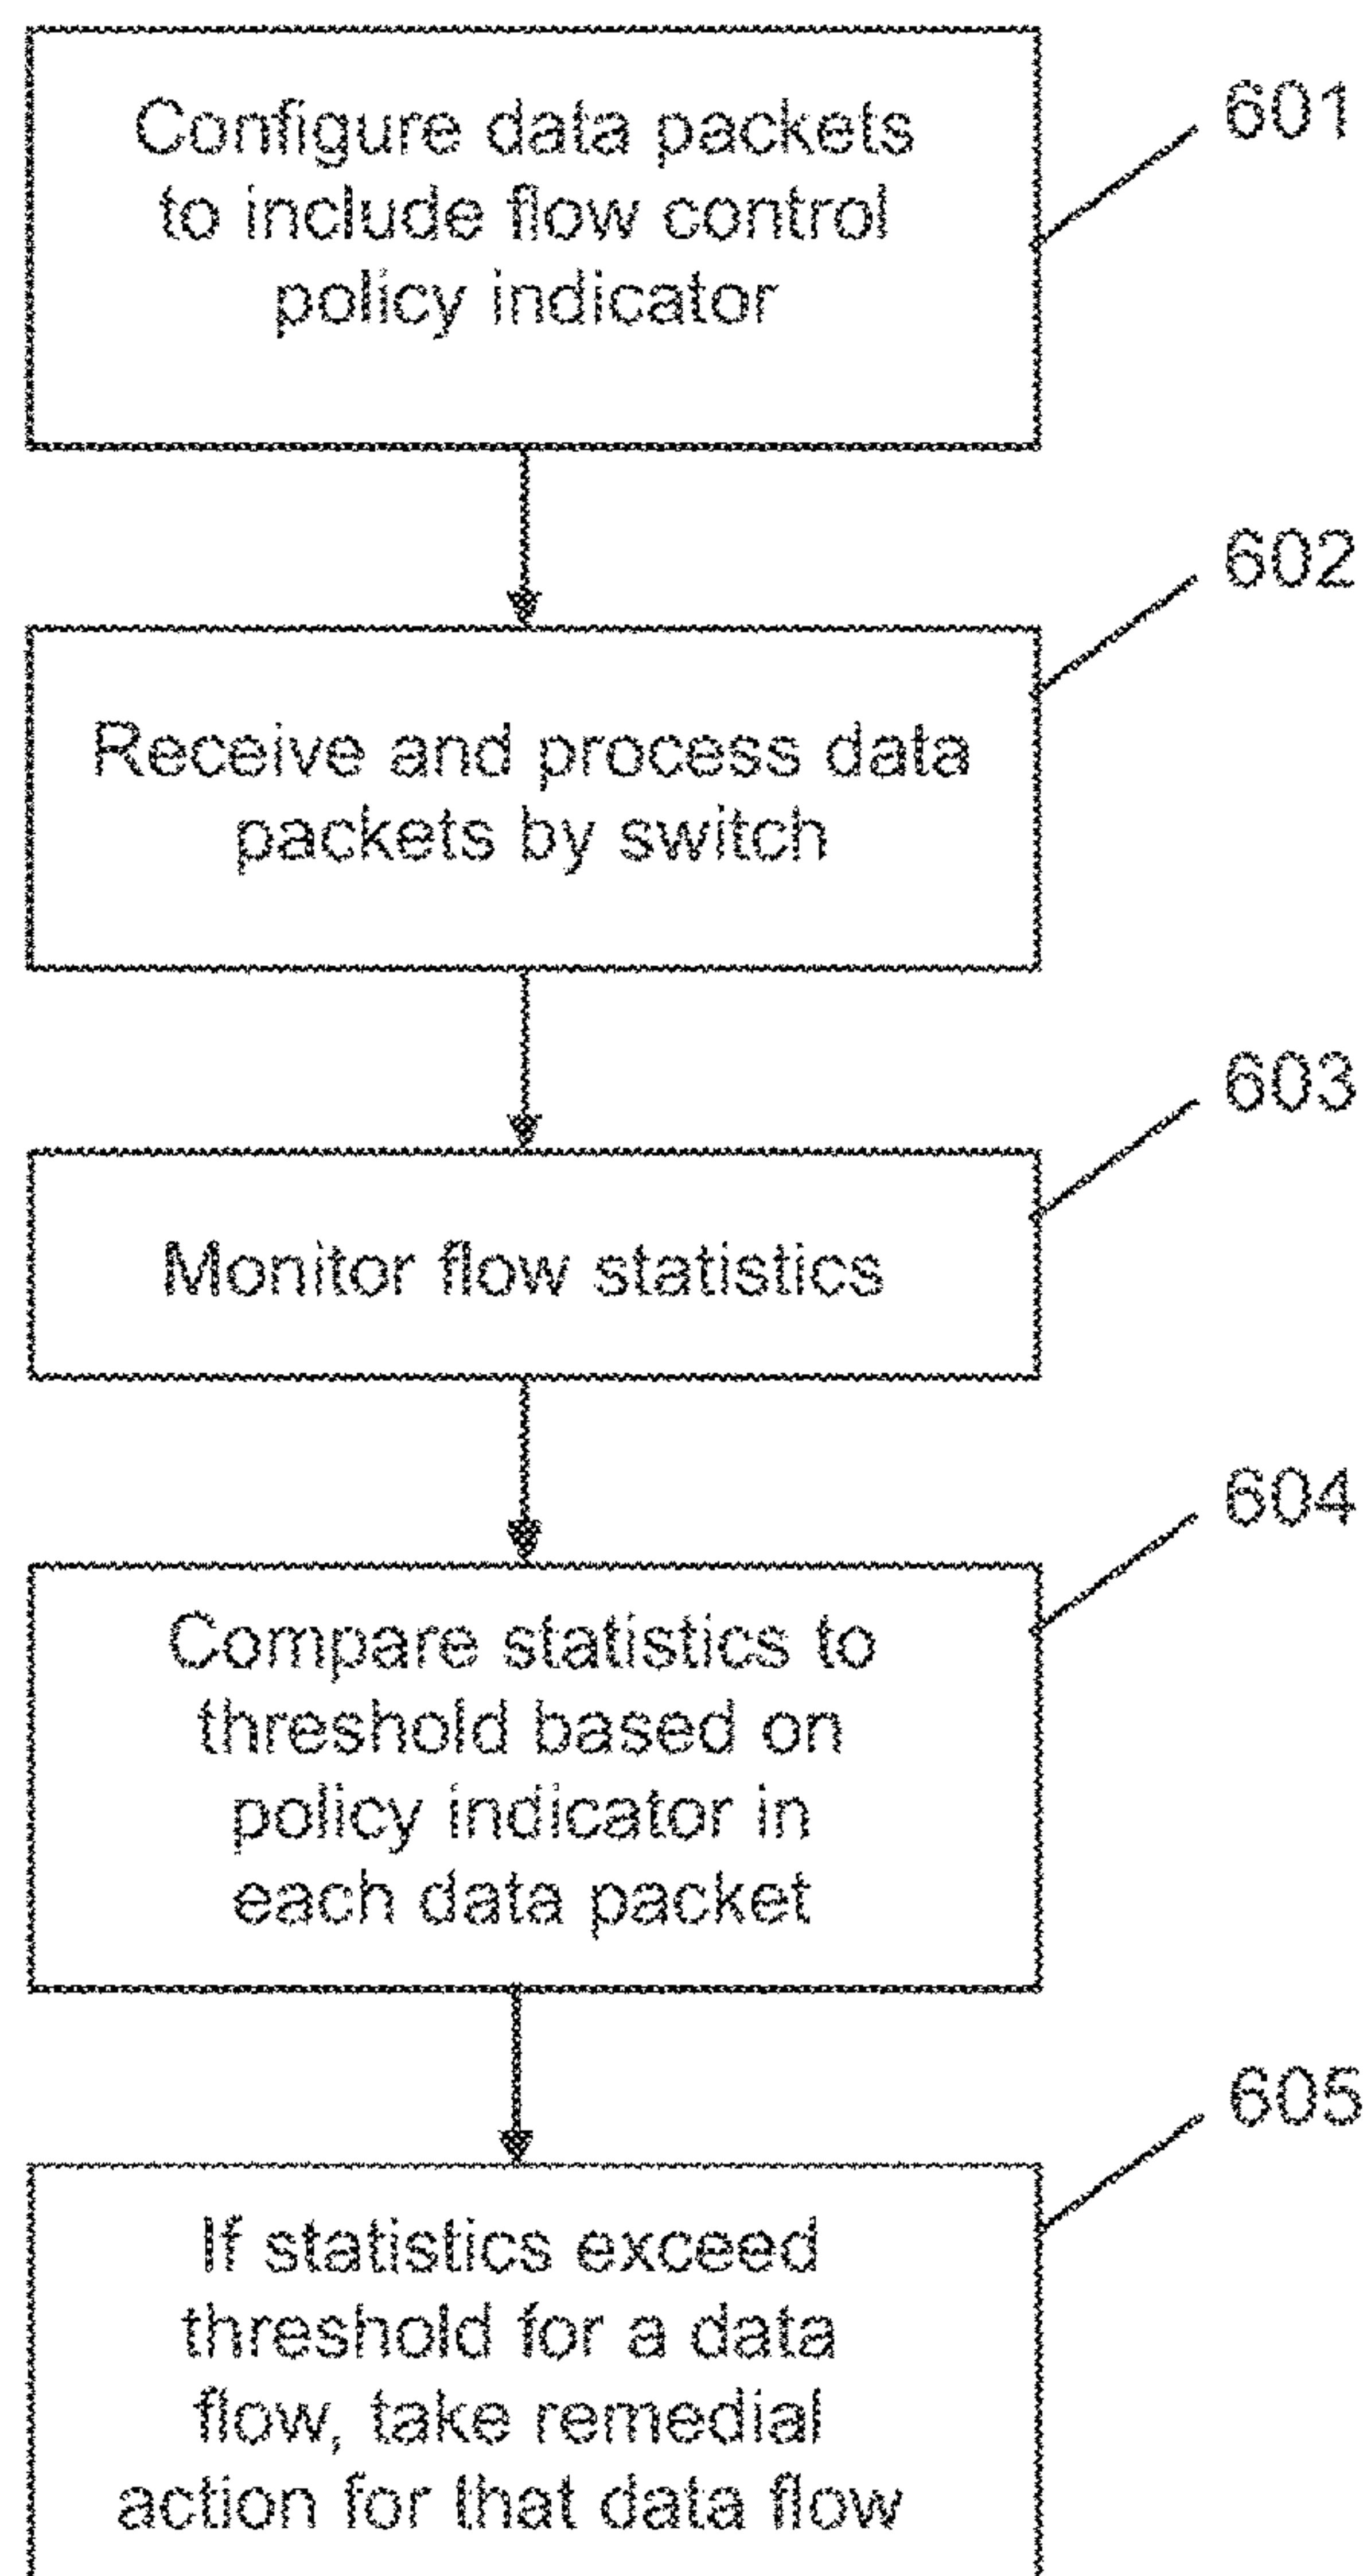 Configure data packets
to include flow control
policy indicator
601
Receive and process data
packets by switch
602
Monitor flow statistics
603
Compare statistics to
threshold based on
policy indicator in
each data packet
604
If statistics exceed
threshold for a data
flow, take remedial
action for that data flow
605